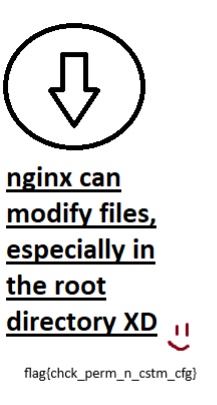 nginx can
modify files,
especially in
the root
directory XD
flag{chck_perm_n_cstm_cfg}